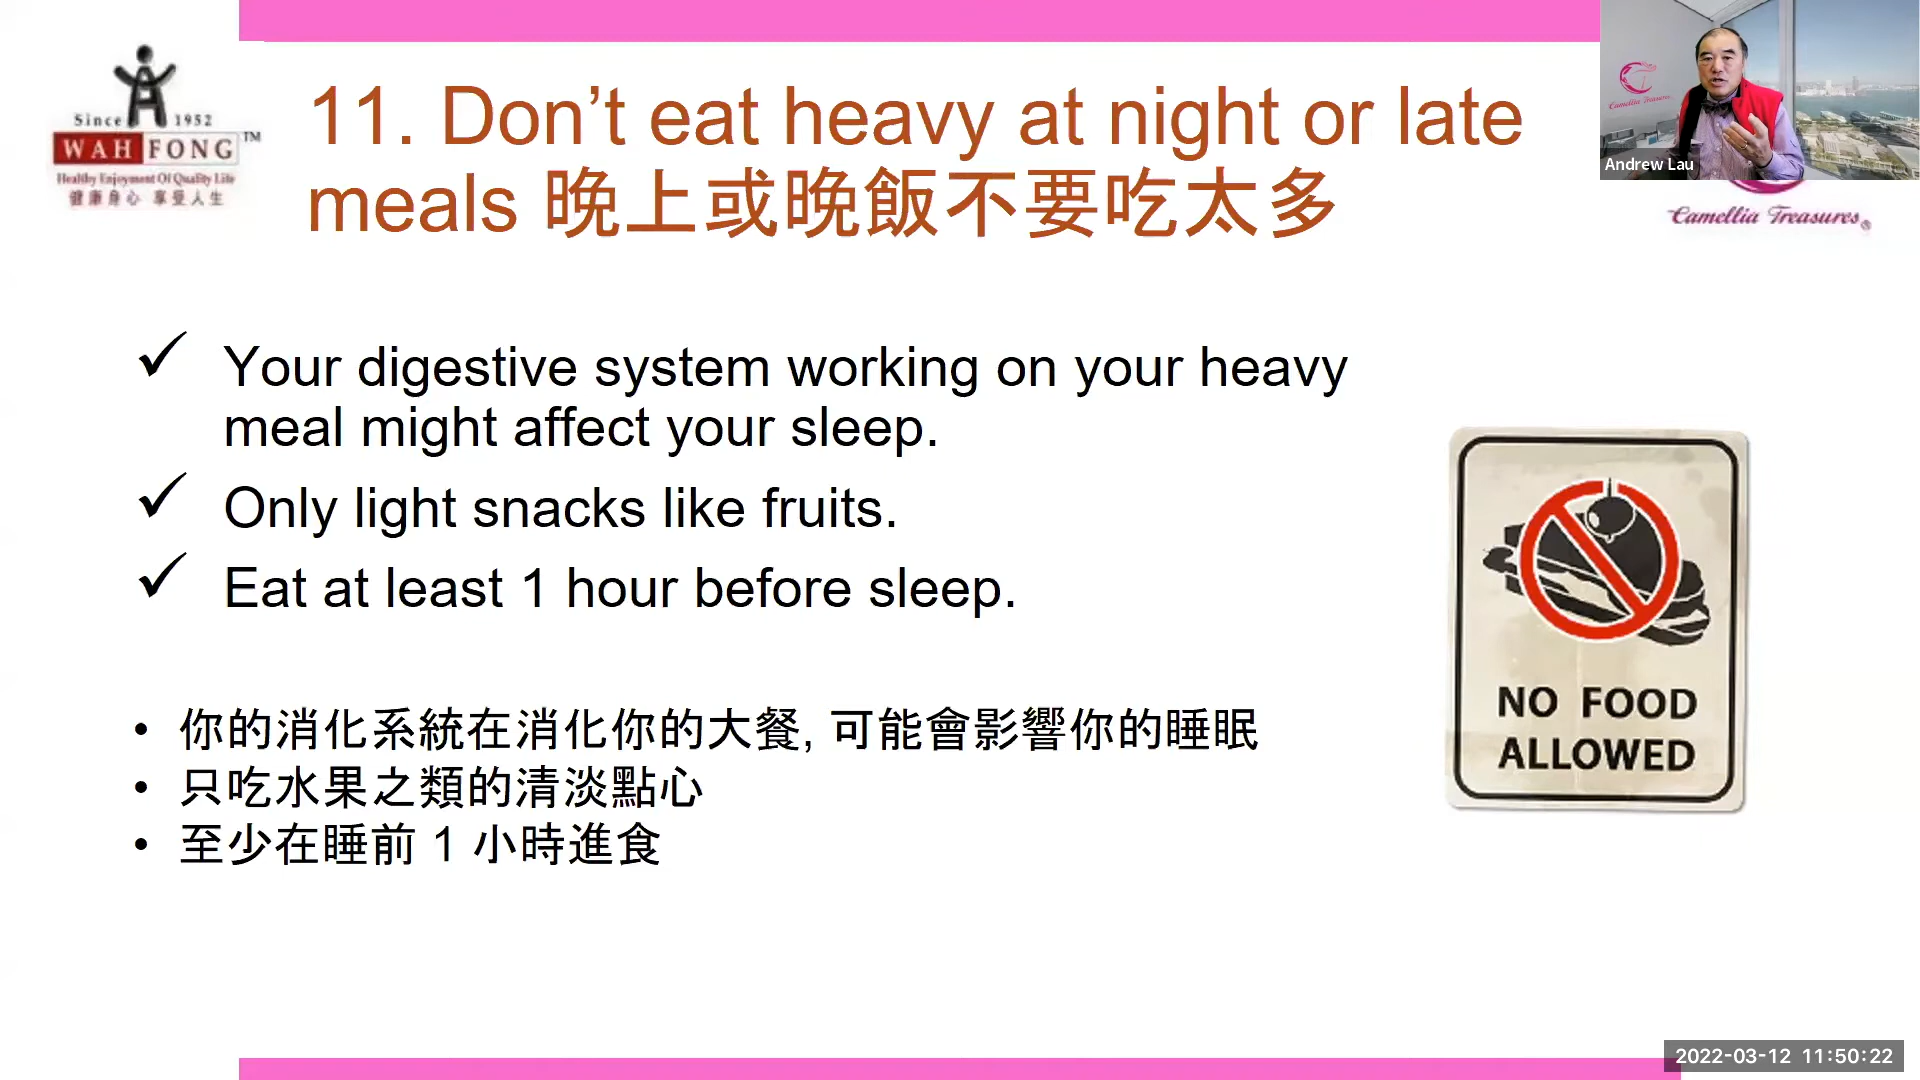 Since 1952
WAH FONG™
Healthy Enjoyment Of Quality Life
健康身心 享受人生
11. Don’t eat heavy at night or late
meals 晚上或晚飯不要吃太多
Camellia Treasures
Andrew Lau
Camellia Treasures®
✓ Your digestive system working on your heavy
meal might affect your sleep.
✓ Only light snacks like fruits.
✓ Eat at least 1 hour before sleep.
• 你的消化系統在消化你的大餐, 可能會影響你的睡眠
• 只吃水果之類的清淡點心
• 至少在睡前 1 小時進食
NO FOOD
ALLOWED
2022-03-12 11:50:22